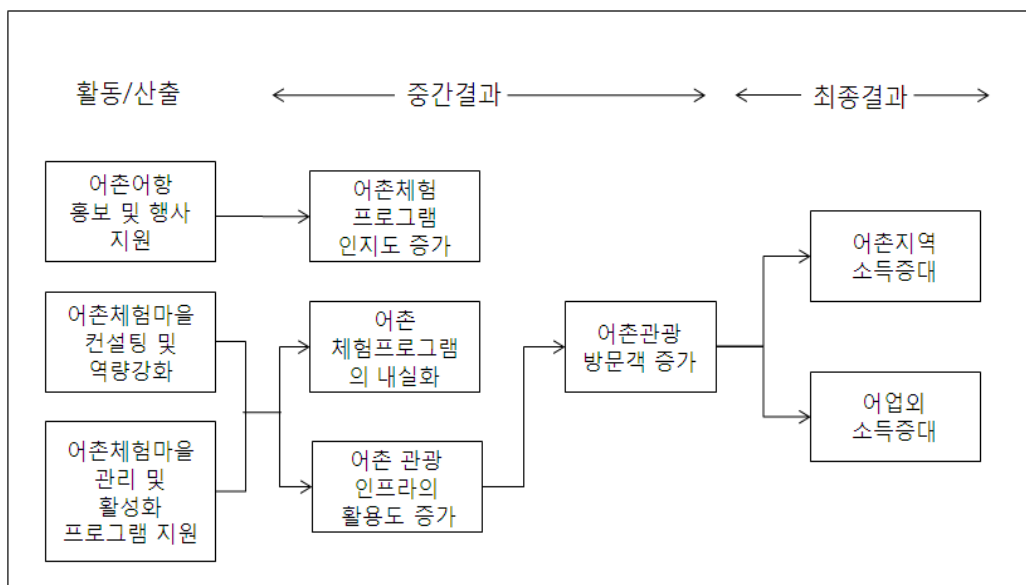 활동/산출
중간결과
최종결과
어촌어항
홍보 및 행사
지원
어촌체험
프로그램
인지도 증가
어촌체험마을
컨설팅 및
역량강화
어촌
체험프로그램
의 내실화
어촌체험마을
관리 및
활성화
프로그램 지원
어촌 관광
인프라의
활용도 증가
어촌관광
방문객 증가
어촌지역
소득증대
어업외
소득증대